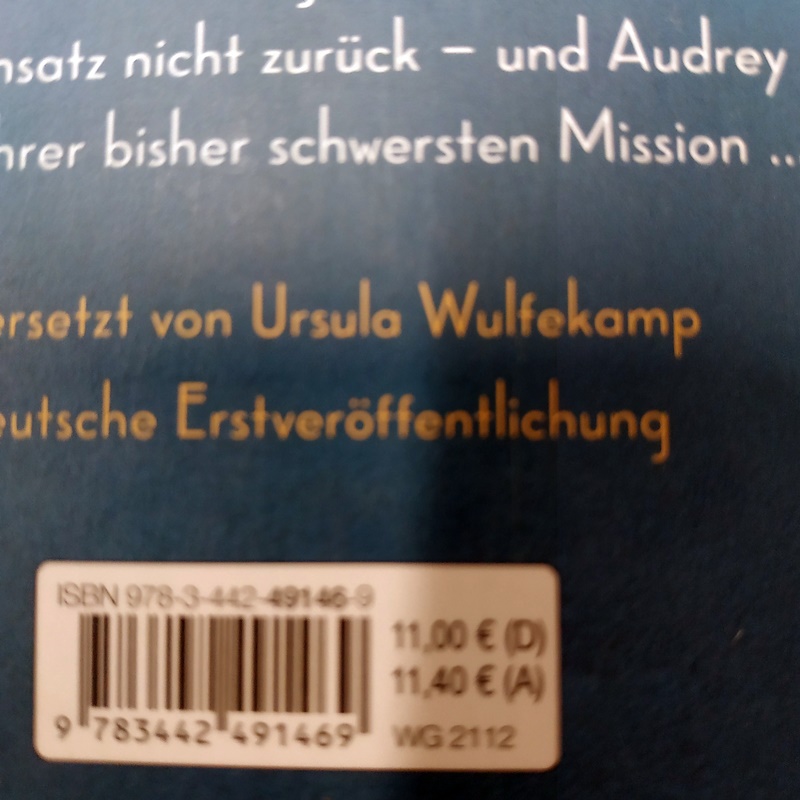 nsatz nicht zurück – und Audrey
hrer bisher schwersten Mission ...
ersetzt von Ursula Wulfekamp
eutsche Erstveröffentlichung
ISBN 978-3-442-49146-9
11,00 € (D)
11,40 € (A)
9 783442 491469
WG 2112